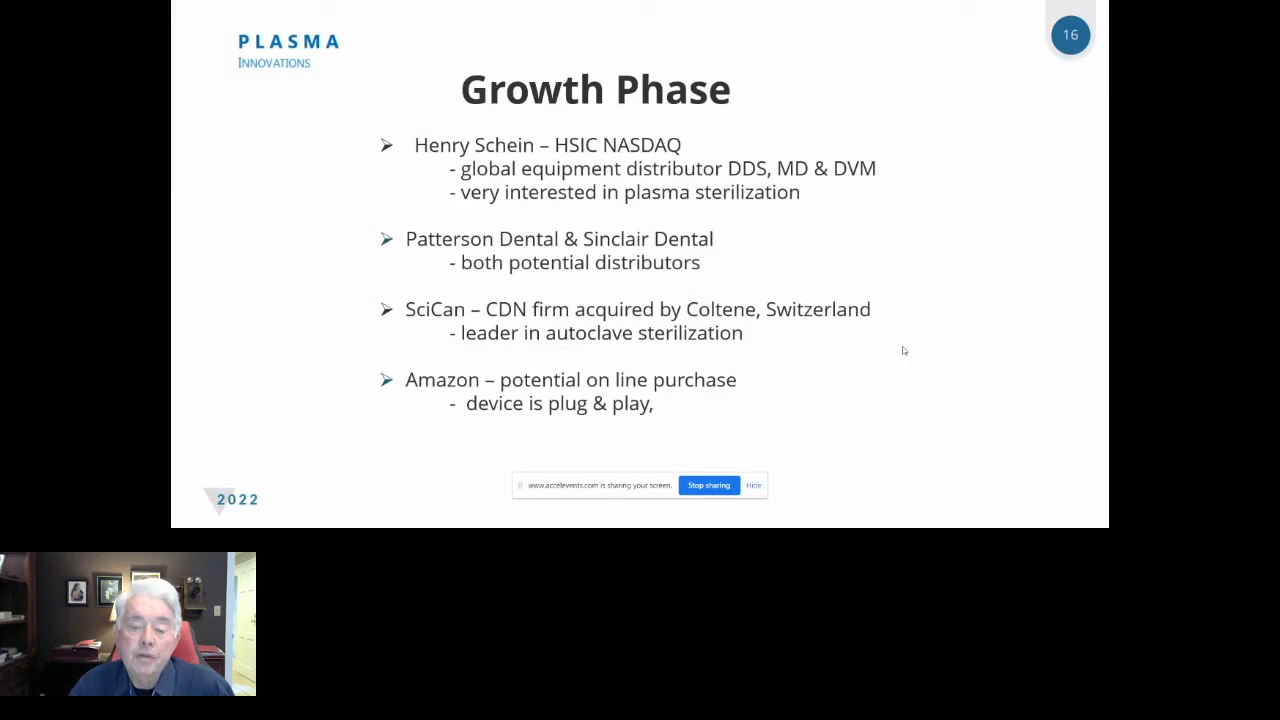 PLASMA
INNOVATIONS
16
Growth Phase
➢ Henry Schein – HSIC NASDAQ
- global equipment distributor DDS, MD & DVM
- very interested in plasma sterilization
➢ Patterson Dental & Sinclair Dental
- both potential distributors
➢ SciCan – CDN firm acquired by Coltene, Switzerland
- leader in autoclave sterilization
➢ Amazon – potential on line purchase
- device is plug & play,
www.accelevents.com is sharing your screen. Stop sharing Hide
2022